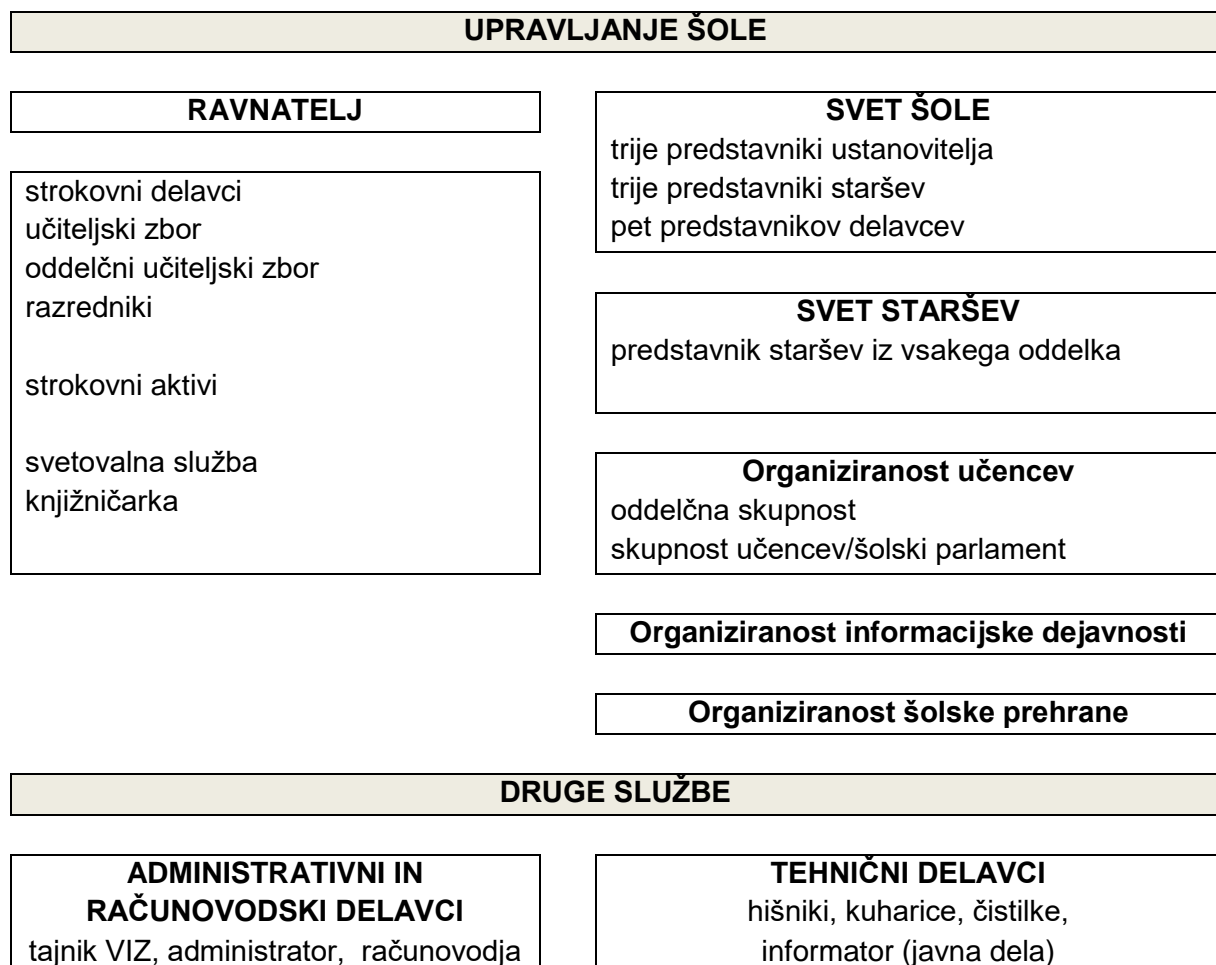 UPRAVLJANJE ŠOLE
RAVNATELJ
strokovni delavci
učiteljski zbor
oddelčni učiteljski zbor
razredniki
strokovni aktivi
svetovalna služba
knjižničarka
SVET ŠOLE
trije predstavniki ustanovitelja
trije predstavniki staršev
pet predstavnikov delavcev
SVET STARŠEV
predstavnik staršev iz vsakega oddelka
Organiziranost učencev
oddelčna skupnost
skupnost učencev/šolski parlament
Organiziranost informacijske dejavnosti
Organiziranost šolske prehrane
DRUGE SLUŽBE
ADMINISTRATIVNI IN
RAČUNOVODSKI DELAVCI
tajnik VIZ, administrator, računovodja
TEHNIČNI DELAVCI
hišniki, kuharice, čistilke,
informator (javna dela)